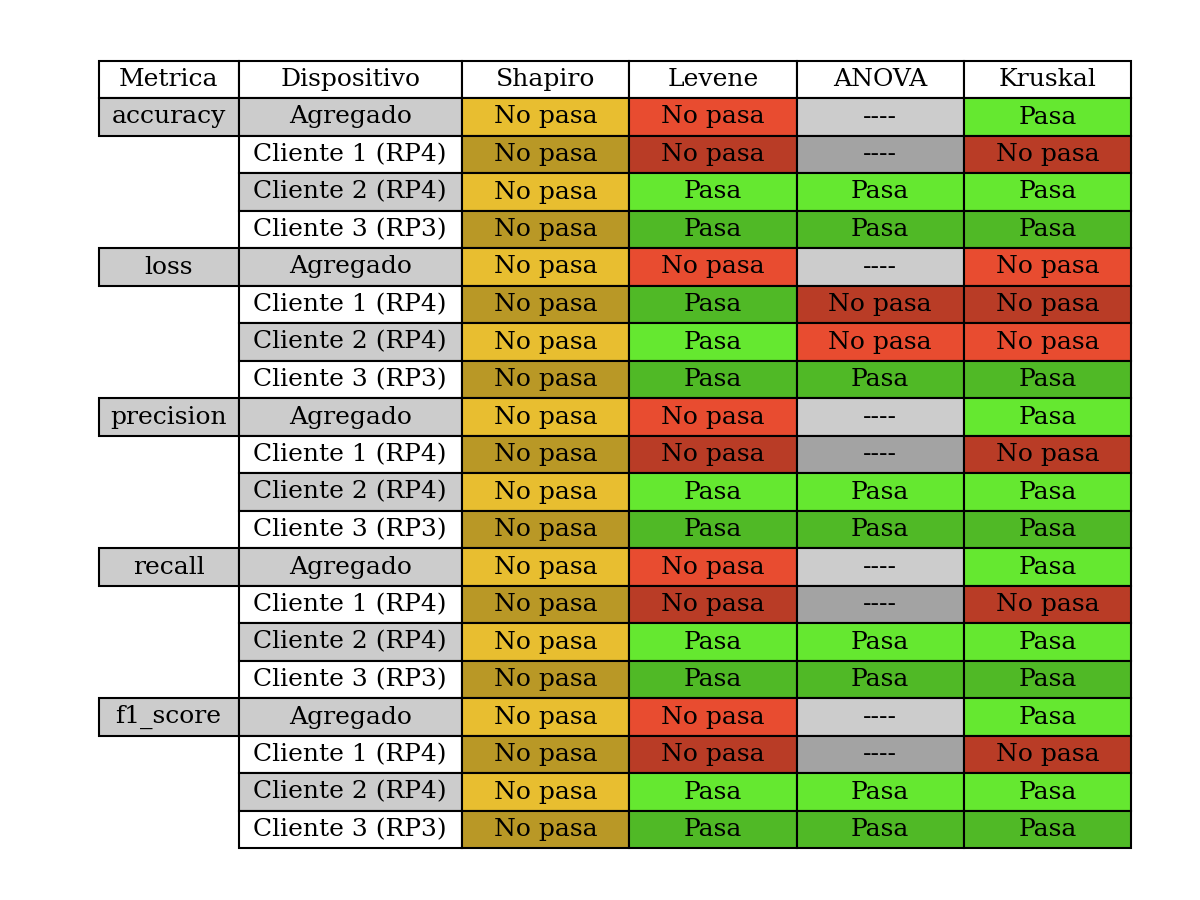 Metrica Dispositivo Shapiro Levene ANOVA Kruskal
accuracy Agregado No pasa No pasa ---- Pasa
Cliente 1 (RP4) No pasa No pasa ---- No pasa
Cliente 2 (RP4) No pasa Pasa Pasa Pasa
Cliente 3 (RP3) No pasa Pasa Pasa Pasa
loss Agregado No pasa No pasa ---- No pasa
Cliente 1 (RP4) No pasa Pasa No pasa No pasa
Cliente 2 (RP4) No pasa Pasa No pasa No pasa
Cliente 3 (RP3) No pasa Pasa Pasa Pasa
precision Agregado No pasa No pasa ---- Pasa
Cliente 1 (RP4) No pasa No pasa ---- No pasa
Cliente 2 (RP4) No pasa Pasa Pasa Pasa
Cliente 3 (RP3) No pasa Pasa Pasa Pasa
recall Agregado No pasa No pasa ---- Pasa
Cliente 1 (RP4) No pasa No pasa ---- No pasa
Cliente 2 (RP4) No pasa Pasa Pasa Pasa
Cliente 3 (RP3) No pasa Pasa Pasa Pasa
f1_score Agregado No pasa No pasa ---- Pasa
Cliente 1 (RP4) No pasa No pasa ---- No pasa
Cliente 2 (RP4) No pasa Pasa Pasa Pasa
Cliente 3 (RP3) No pasa Pasa Pasa Pasa